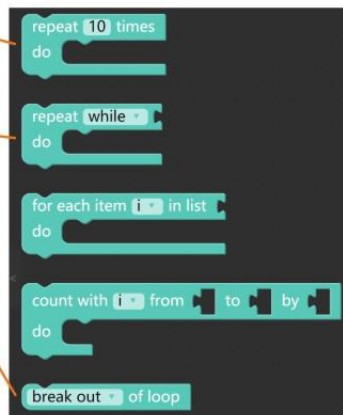 repeat 10 times
do
repeat while
do
for each item i in list
do
count with i from to by
do
break out of loop